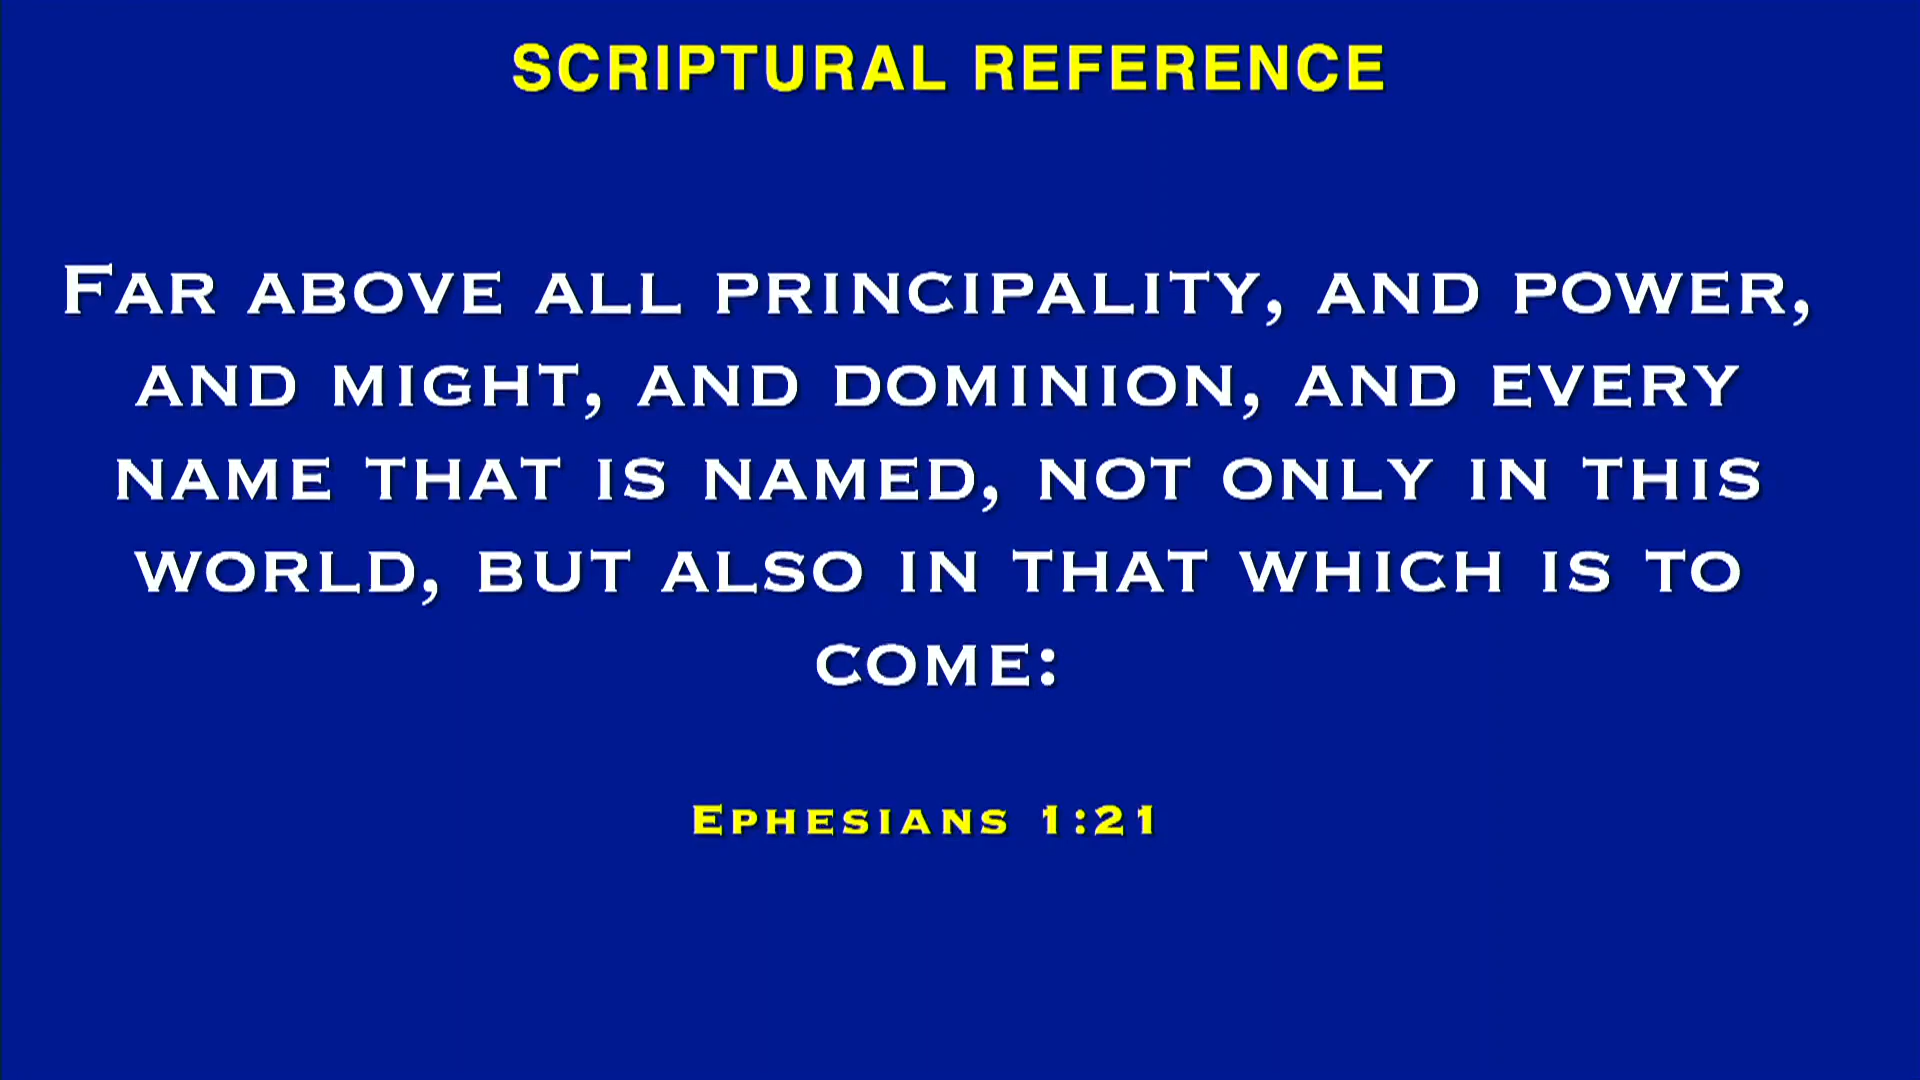 SCRIPTURAL REFERENCE
Far above all principality, and power,
and might, and dominion, and every
name that is named, not only in this
world, but also in that which is to
come:
Ephesians 1:21